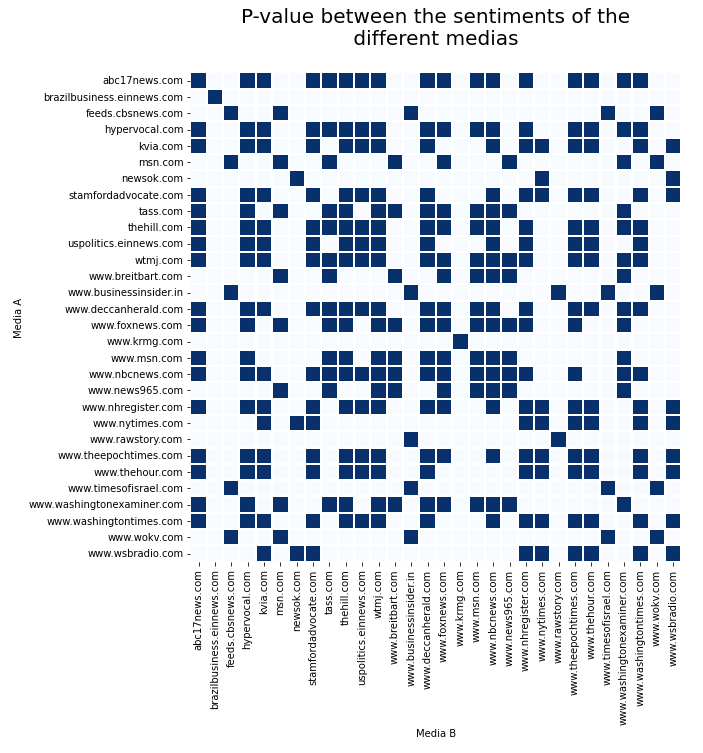 P-value between the sentiments of the
different medias
abc17news.com
brazilbusiness.einnews.com
feeds.cbsnews.com
hypervocal.com
kvia.com
msn.com
newsok.com
stamfordadvocate.com
tass.com
thehill.com
uspolitics.einnews.com
wtmj.com
www.breitbart.com
www.businessinsider.in
www.deccanherald.com
www.foxnews.com
www.krmg.com
www.msn.com
www.nbcnews.com
www.news965.com
www.nhregister.com
www.nytimes.com
www.rawstory.com
www.theepochtimes.com
www.thehour.com
www.timesofisrael.com
www.washingtonexaminer.com
www.washingtontimes.com
www.wokv.com
www.wsbradio.com
Media A
abc17news.com
brazilbusiness.einnews.com
feeds.cbsnews.com
hypervocal.com
kvia.com
msn.com
newsok.com
stamfordadvocate.com
tass.com
thehill.com
uspolitics.einnews.com
wtmj.com
www.breitbart.com
www.businessinsider.in
www.deccanherald.com
www.foxnews.com
www.krmg.com
www.msn.com
www.nbcnews.com
www.news965.com
www.nhregister.com
www.nytimes.com
www.rawstory.com
www.theepochtimes.com
www.thehour.com
www.timesofisrael.com
www.washingtonexaminer.com
www.washingtontimes.com
www.wokv.com
www.wsbradio.com
Media B